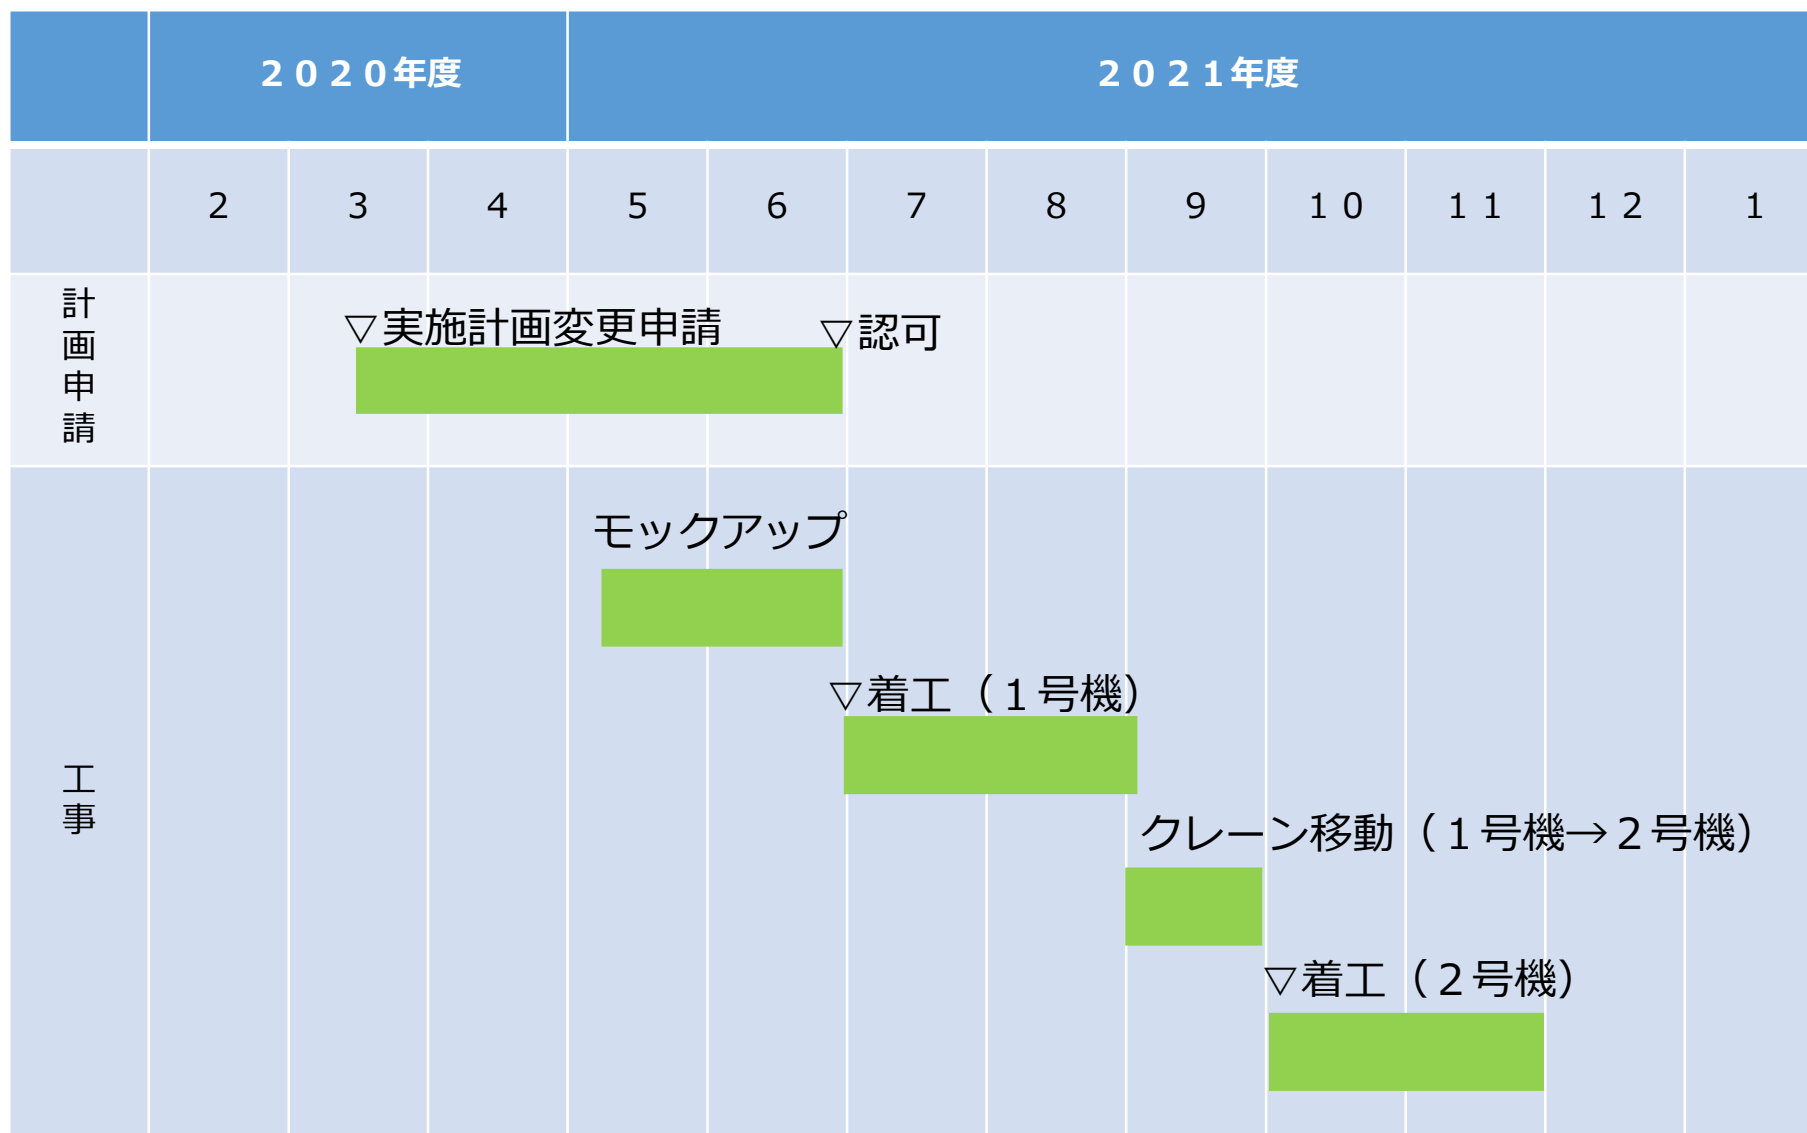 ２０２０年度 ２０２１年度
２ ３ ４ ５ ６ ７ ８ ９ １０ １１ １２ １
計画申請
▽実施計画変更申請 ▽認可
工事
モックアップ
▽着工（１号機）
クレーン移動（１号機→２号機）
▽着工（２号機）